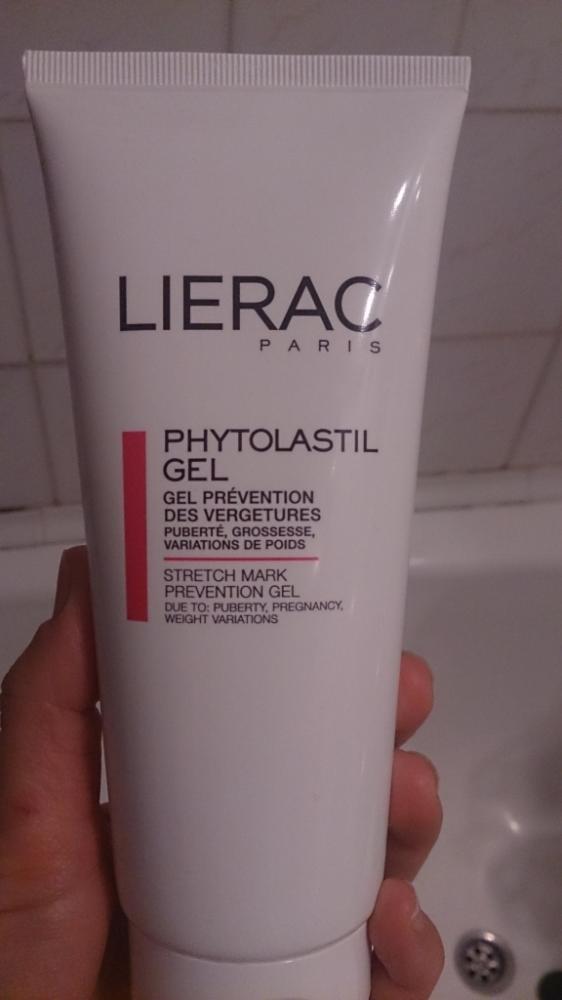 LIERAC
PARIS
PHYTOLASTIL
GEL
GEL PRÉVENTION
DES VERGETURES
PUBERTÉ, GROSSESSE,
VARIATIONS DE POIDS
STRETCH MARK
PREVENTION GEL
DUE TO: PUBERTY, PREGNANCY,
WEIGHT VARIATIONS